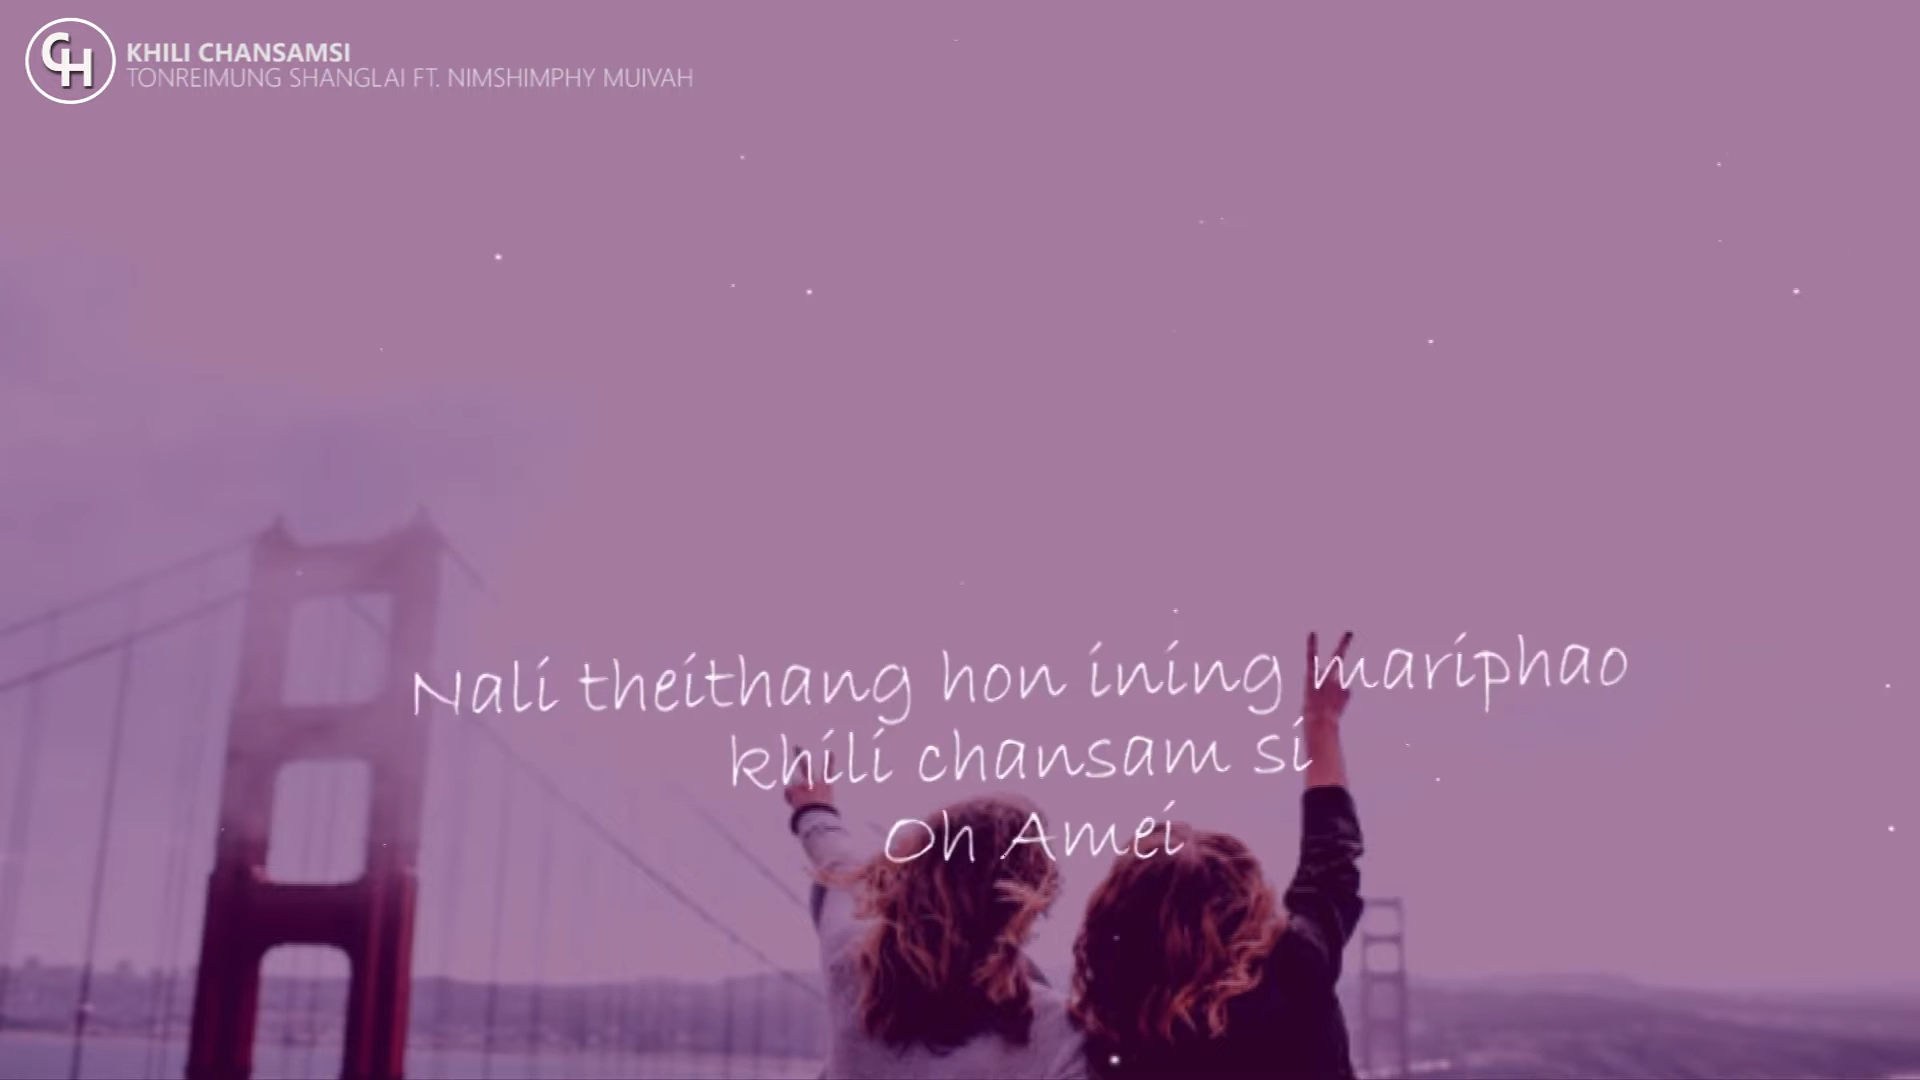 CH
KHILI CHANSAMSI
TONREIMUNG SHANGLAI FT. NIMSHIMPHY MUIVAH
Nali theithang hon ining mariphao
khili chansam si
Oh Amei